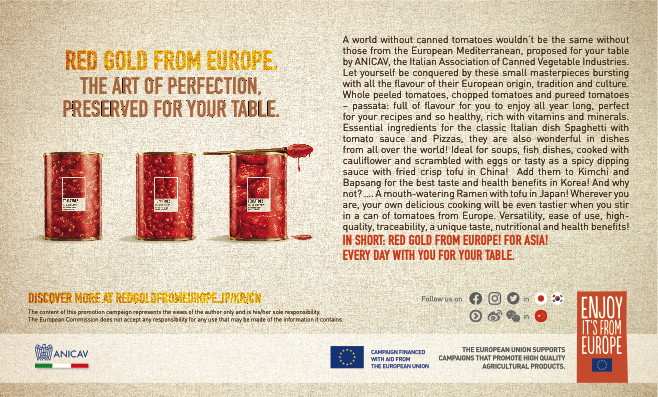 RED GOLD FROM EUROPE.
THE ART OF PERFECTION,
PRESERVED FOR YOUR TABLE.
A world without canned tomatoes wouldn't be the same without
those from the European Mediterranean, proposed for your table
by ANICAV, the Italian Association of Canned Vegetable Industries.
Let yourself be conquered by these small masterpieces bursting
with all the flavour of their European origin, tradition and culture.
Whole peeled tomatoes, chopped tomatoes and pureed tomatoes
– passata: full of flavour for you to enjoy all year long, perfect
for your recipes and so healthy, rich with vitamins and minerals.
Essential ingredients for the classic Italian dish Spaghetti with
tomato sauce and Pizzas, they are also wonderful in dishes
from all over the world! Ideal for soups, fish dishes, cooked with
cauliflower and scrambled with eggs or tasty as a spicy dipping
sauce with fried crisp tofu in China! Add them to Kimchi and
Bapsang for the best taste and health benefits in Korea! And why
not? .... A mouth-watering Ramen with tofu in Japan! Wherever you
are, your own delicious cooking will be even tastier when you stir
in a can of tomatoes from Europe. Versatility, ease of use, high-
quality, traceability, a unique taste, nutritional and health benefits!
IN SHORT: RED GOLD FROM EUROPE! FOR ASIA!
EVERY DAY WITH YOU FOR YOUR TABLE.
DISCOVER MORE AT REDGOLDFROMEUROPE.JP/KR/CN
The content of this promotion campaign represents the views of the author only and is his/her sole responsibility.
The European Commission does not accept any responsibility for any use that may be made of the information it contains.
Follow us on
in
in
ENJOY
IT'S FROM
EUROPE
ANICAV
CAMPAIGN FINANCED
WITH AID FROM
THE EUROPEAN UNION
THE EUROPEAN UNION SUPPORTS
CAMPAIGNS THAT PROMOTE HIGH QUALITY
AGRICULTURAL PRODUCTS.